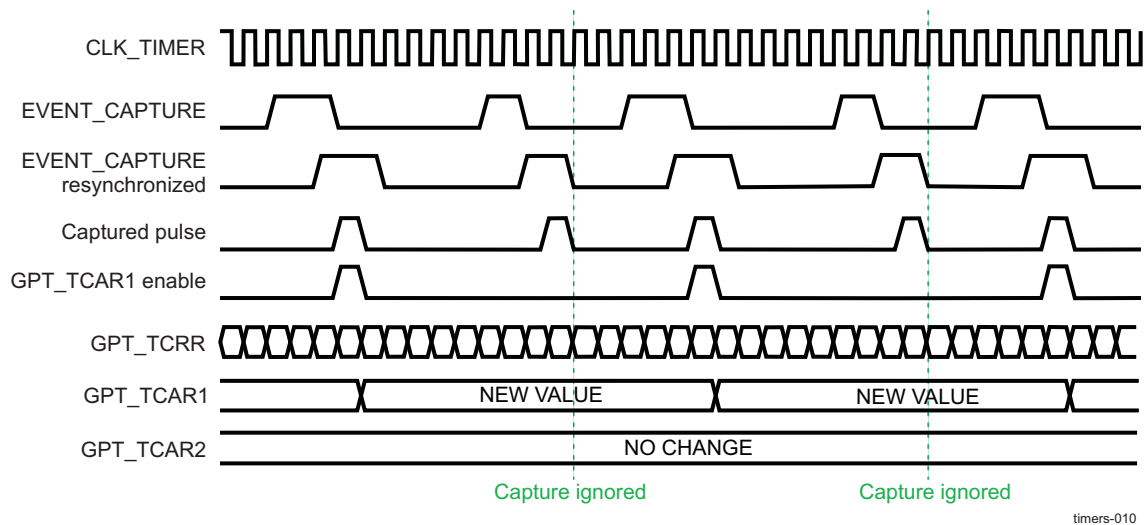 CLK_TIMER
EVENT_CAPTURE
EVENT_CAPTURE
resynchronized
Captured pulse
GPT_TCAR1 enable
GPT_TCRR
GPT_TCAR1 NEW VALUE NEW VALUE
GPT_TCAR2 NO CHANGE
Capture ignored Capture ignored
timers-010